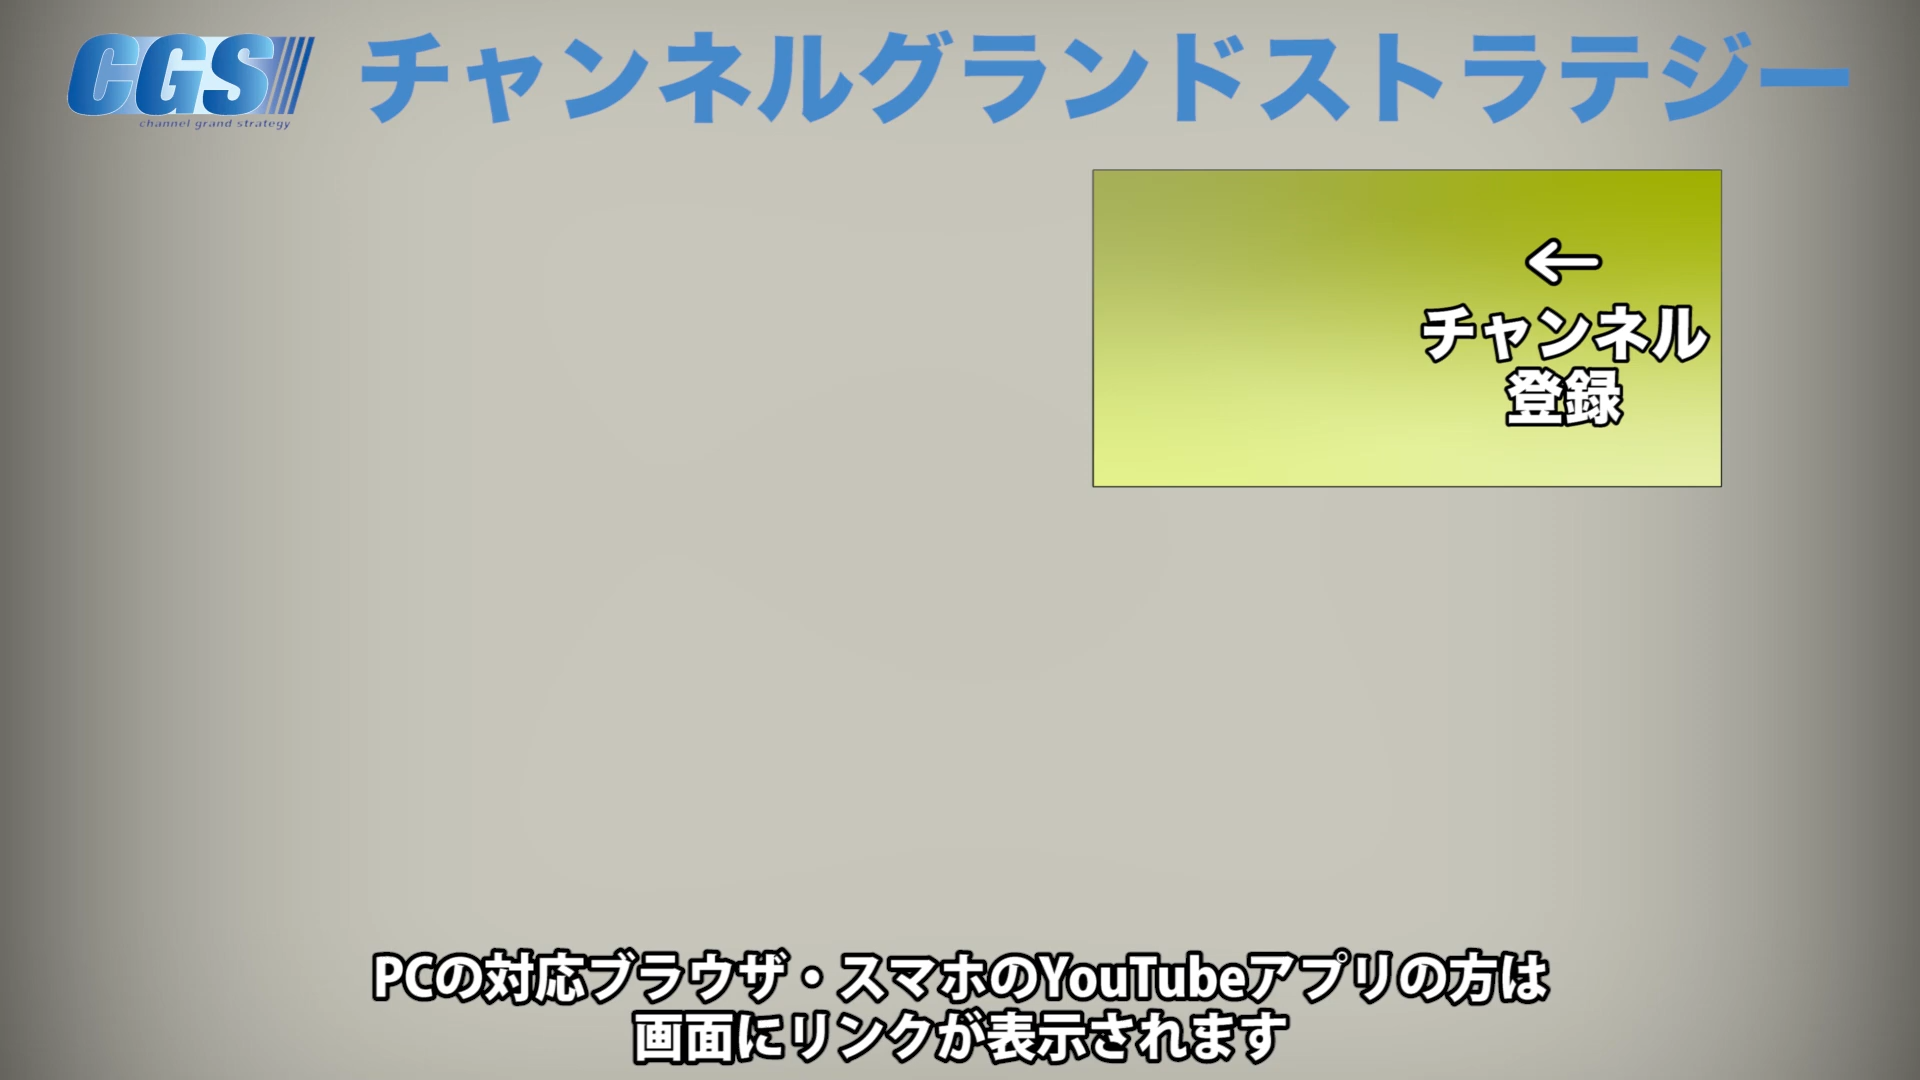 CGS
channel grand strategy
チャンネルグランドストラテジー
←
チャンネル
登録
PCの対応ブラウザ・スマホのYouTubeアプリの方は
画面にリンクが表示されます